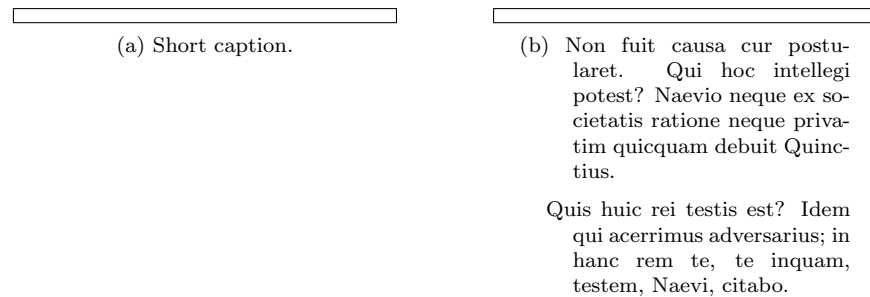 (a) Short caption.
(b) Non fuit causa cur postu-
laret. Qui hoc intellegi
potest? Naevio neque ex so-
cietatis ratione neque priva-
tim quicquam debuit Quinc-
tius.
Quis huic rei testis est? Idem
qui acerrimus adversarius; in
hanc rem te, te inquam,
testem, Naevi, citabo.